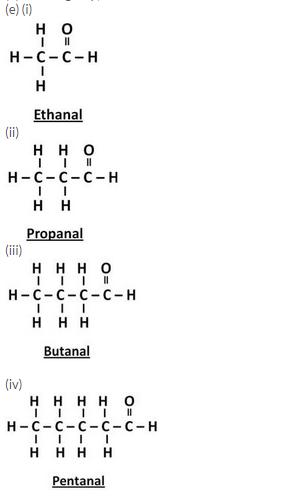 (e) (i)
H O
| ||
H – C – C – H
|
H
Ethanal
(ii)
H H O
| | ||
H – C – C – C – H
| |
H H
Propanal
(iii)
H H H O
| | | ||
H – C – C – C – C – H
| | |
H H H
Butanal
(iv)
H H H H O
| | | | ||
H – C – C – C – C – C – H
| | | |
H H H H
Pentanal